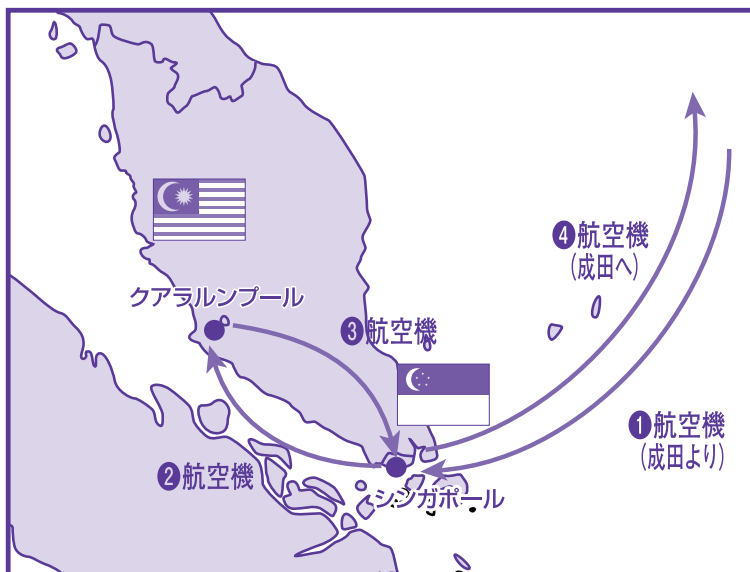 ❹航空機
(成田へ)
クアラルンプール
❸航空機
❶航空機
(成田より)
❷航空機
シンガポール